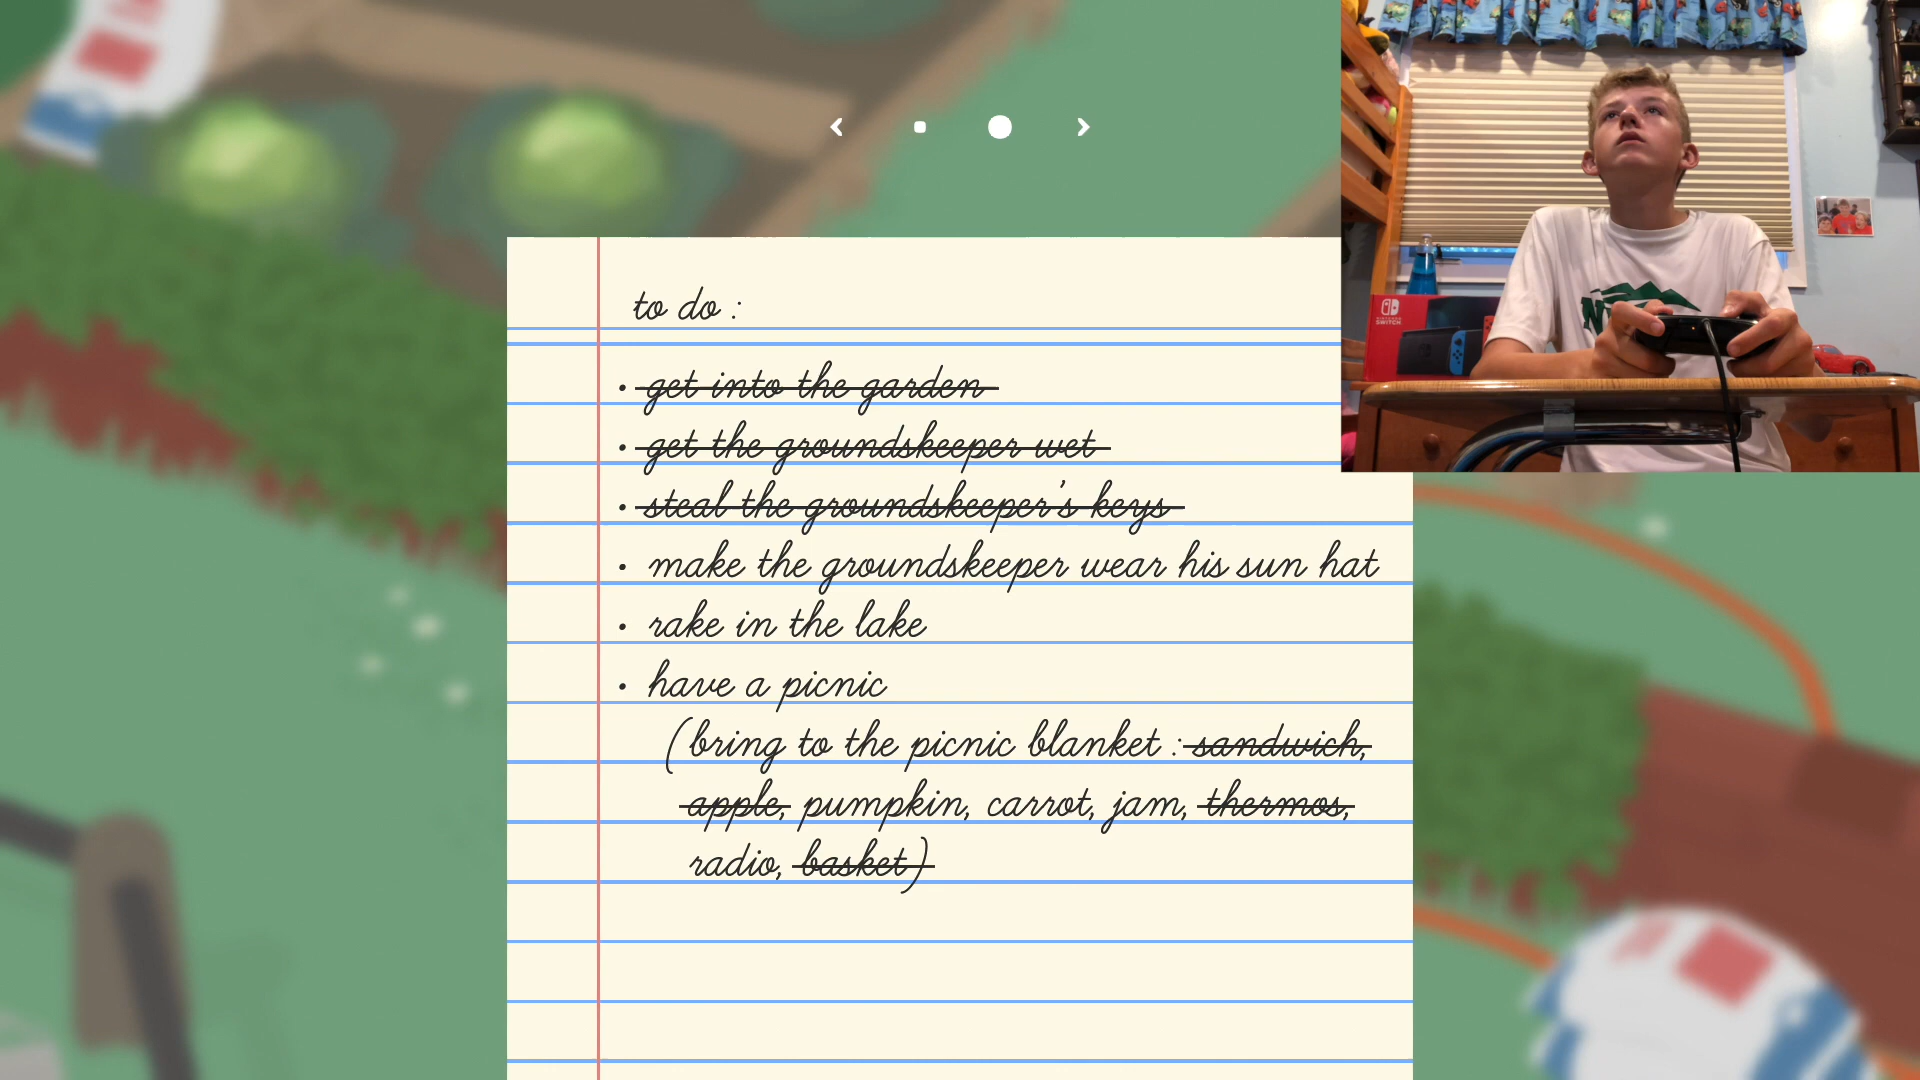 to do :
• get into the garden
• get the groundskeeper wet
• steal the groundskeeper's keys
• make the groundskeeper wear his sun hat
• rake in the lake
• have a picnic
(bring to the picnic blanket : sandwich,
apple, pumpkin, carrot, jam, thermos,
radio, basket)
NINTENDO
SWITCH